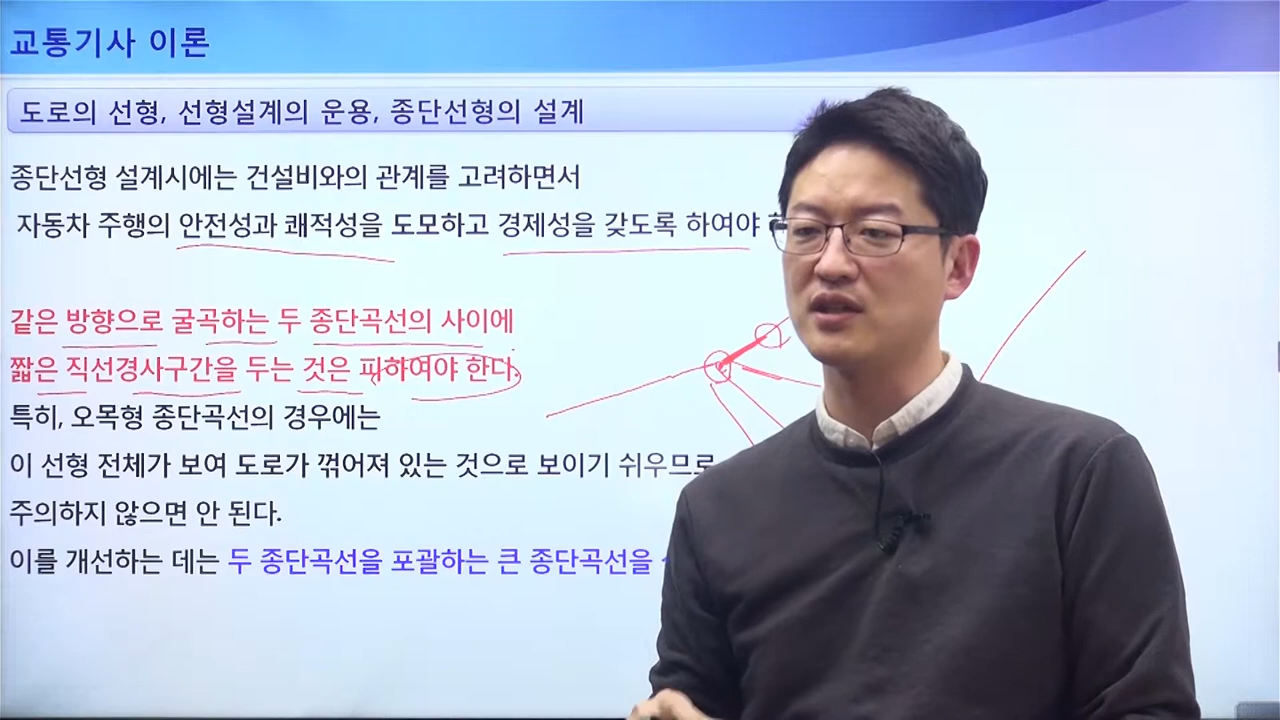 교통기사 이론
도로의 선형, 선형설계의 운용, 종단선형의 설계
종단선형 설계시에는 건설비와의 관계를 고려하면서
자동차 주행의 안전성과 쾌적성을 도모하고 경제성을 갖도록 하여야
같은 방향으로 굴곡하는 두 종단곡선의 사이에
짧은 직선경사구간을 두는 것은 피하여야 한다.
특히, 오목형 종단곡선의 경우에는
이 선형 전체가 보여 도로가 꺾어져 있는 것으로 보이기 쉬우므로
주의하지 않으면 안 된다.
이를 개선하는 데는 두 종단곡선을 포괄하는 큰 종단곡선을